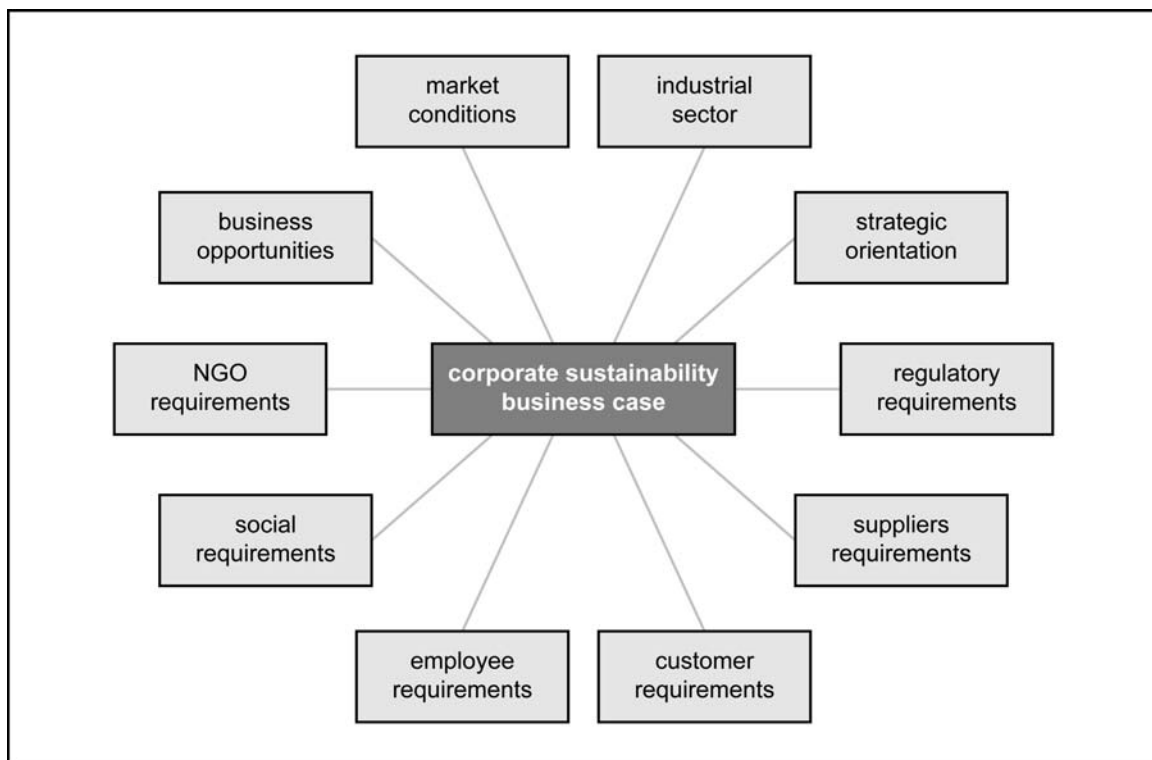 market
conditions
industrial
sector
business
opportunities
strategic
orientation
NGO
requirements
corporate sustainability
business case
regulatory
requirements
social
requirements
suppliers
requirements
employee
requirements
customer
requirements